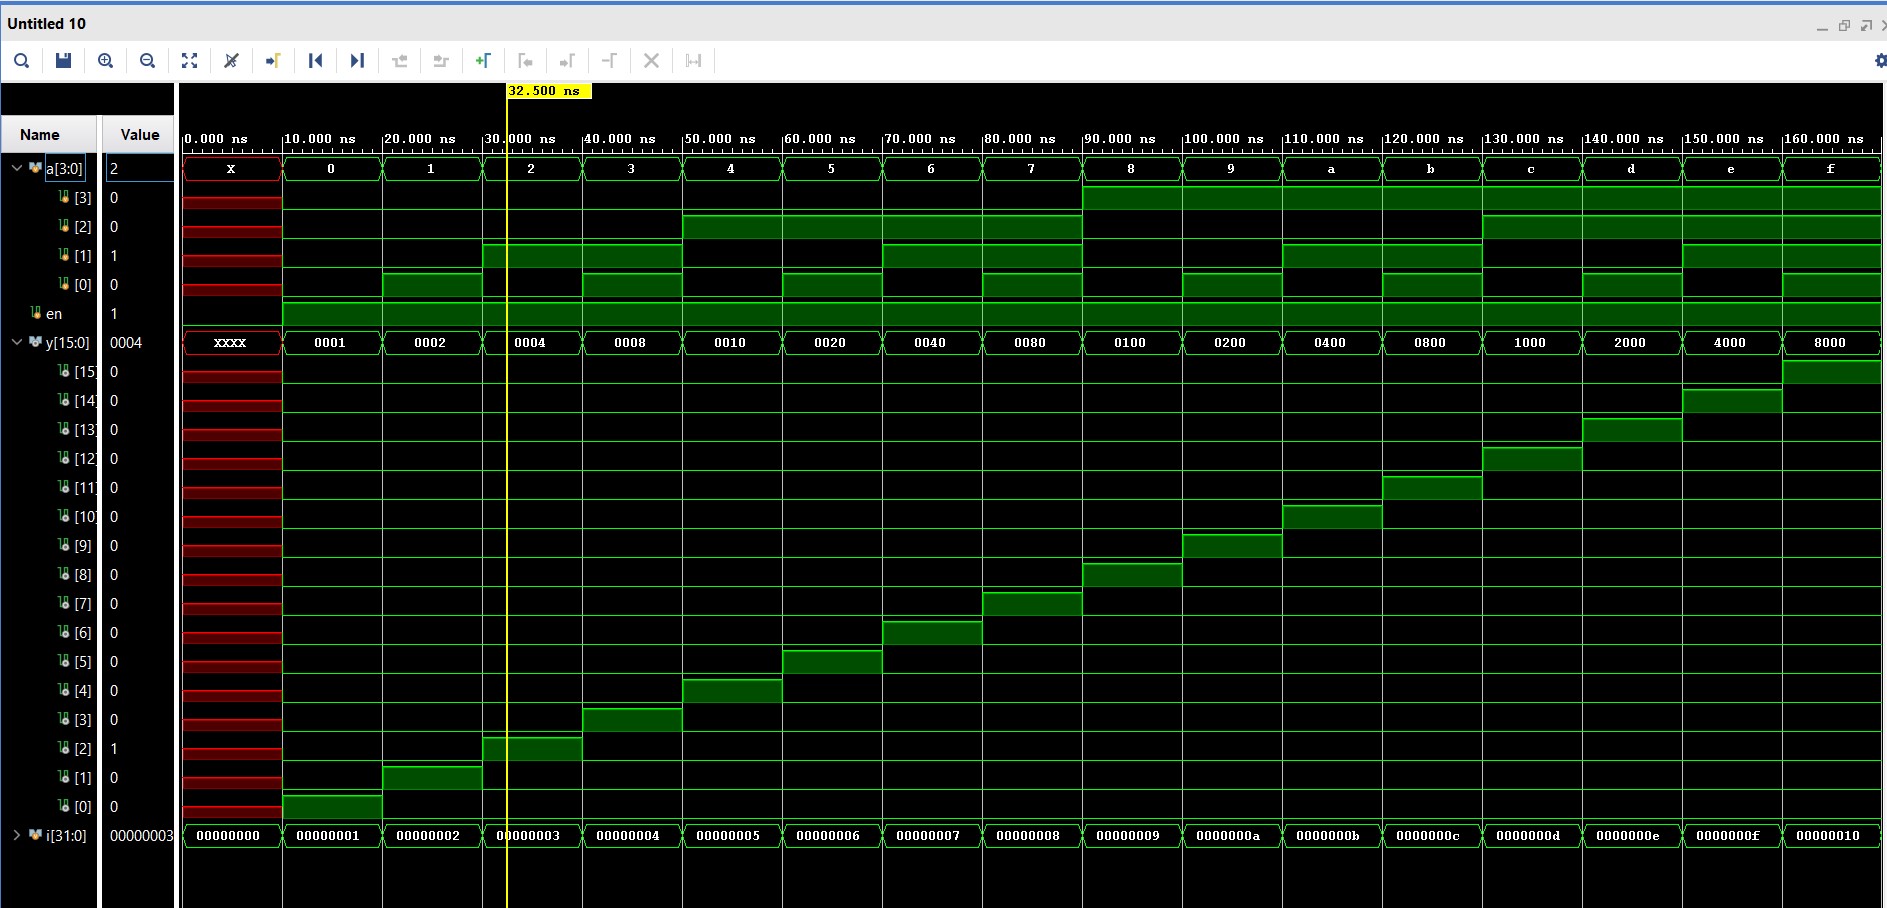 Untitled 10
32.500 ns
Name Value 0.000 ns 10.000 ns 20.000 ns 30.000 ns 40.000 ns 50.000 ns 60.000 ns 70.000 ns 80.000 ns 90.000 ns 100.000 ns 110.000 ns 120.000 ns 130.000 ns 140.000 ns 150.000 ns 160.000 ns
a[3:0] 2 X 0 1 2 3 4 5 6 7 8 9 a b c d e f
[3] 0
[2] 0
[1] 1
[0] 0
en 1
y[15:0] 0004 XXXX 0001 0002 0004 0008 0010 0020 0040 0080 0100 0200 0400 0800 1000 2000 4000 8000
[15] 0
[14] 0
[13] 0
[12] 0
[11] 0
[10] 0
[9] 0
[8] 0
[7] 0
[6] 0
[5] 0
[4] 0
[3] 0
[2] 1
[1] 0
[0] 0
i[31:0] 00000003 00000000 00000001 00000002 00000003 00000004 00000005 00000006 00000007 00000008 00000009 0000000a 0000000b 0000000c 0000000d 0000000e 0000000f 00000010